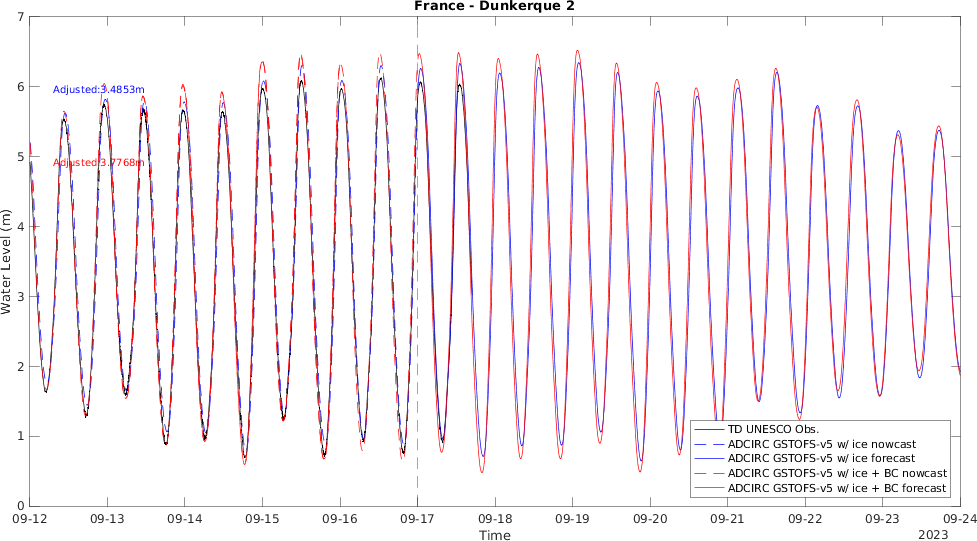 France - Dunkerque 2
7
6
5
4
3
2
1
0
Water Level (m)
Adjusted:3.4853m
Adjusted:3.7768m
TD UNESCO Obs.
ADCIRC GSTOFS-v5 w/ ice nowcast
ADCIRC GSTOFS-v5 w/ ice forecast
ADCIRC GSTOFS-v5 w/ ice + BC nowcast
ADCIRC GSTOFS-v5 w/ ice + BC forecast
09-12 09-13 09-14 09-15 09-16 09-17 09-18 09-19 09-20 09-21 09-22 09-23 09-24
Time
2023